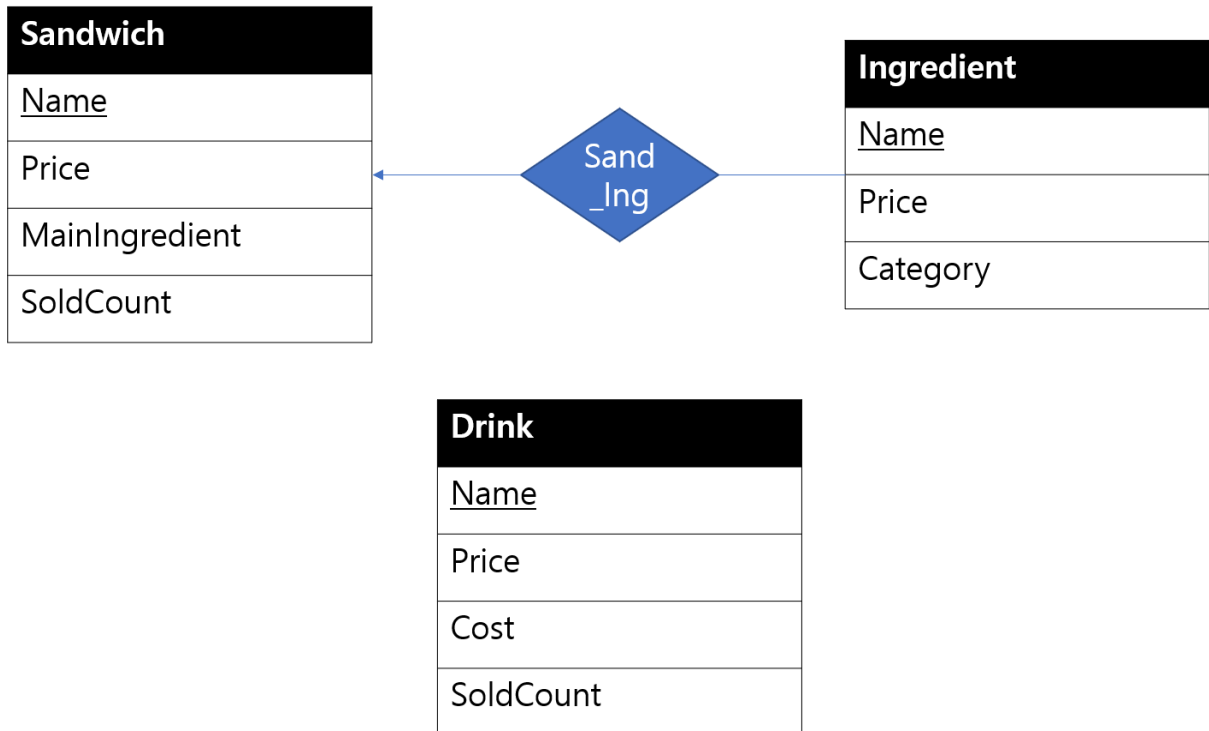 Sandwich
Name
Price
MainIngredient
SoldCount
Sand
_Ing
Ingredient
Name
Price
Category
Drink
Name
Price
Cost
SoldCount